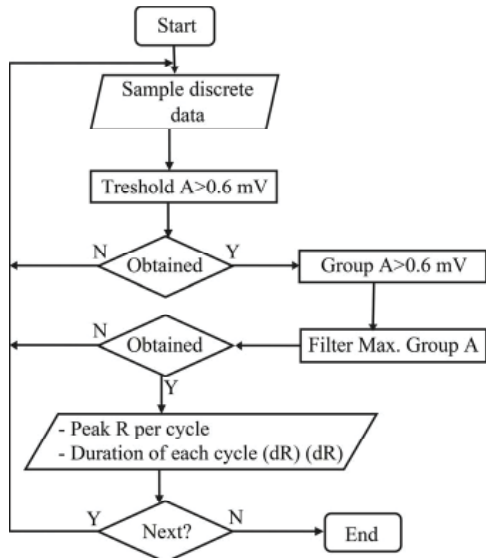 Start
Sample discrete
data
Treshold A>0.6 mV
N
Obtained
Y
Group A>0.6 mV
N
Obtained
Filter Max. Group A
Y
- Peak R per cycle
- Duration of each cycle (dR) (dR)
Y
Next?
N
End